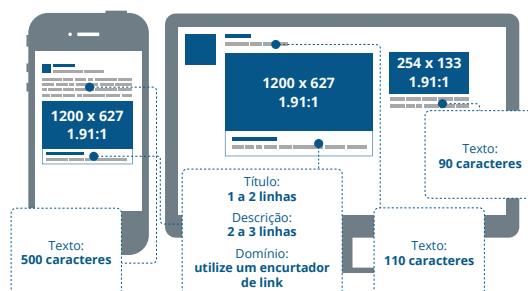 1200 x 627
1.91:1
1200 x 627
1.91:1
254 x 133
1.91:1
Texto:
90 caracteres
Título:
1 a 2 linhas
Descrição:
2 a 3 linhas
Domínio:
utilize um encurtador
de link
Texto:
500 caracteres
Texto:
110 caracteres